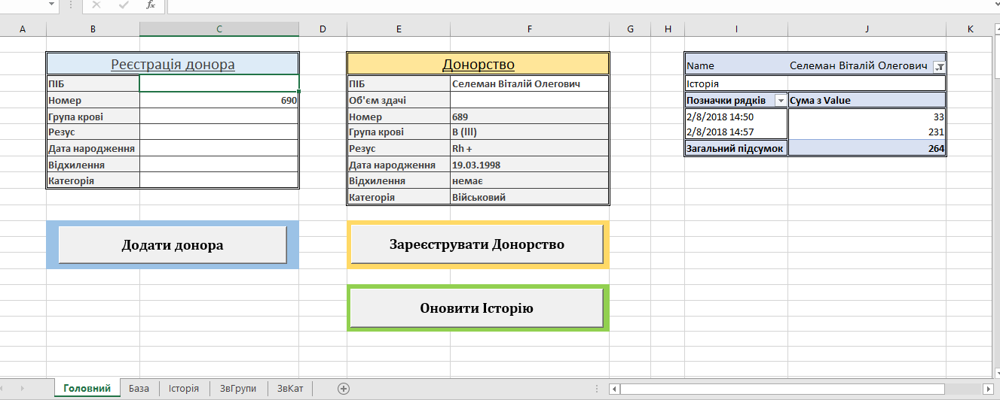 fx
A B C D E F G H I J K
Реєстрація донора
ПІБ
Номер 690
Група крові
Резус
Дата народження
Відхилення
Категорія
Додати донора
Донорство
ПІБ Селеман Віталій Олегович
Об'єм здачі
Номер 689
Група крові B (III)
Резус Rh +
Дата народження 19.03.1998
Відхилення немає
Категорія Військовий
Зареєструвати Донорство
Оновити Історію
Name Селеман Віталій Олегович
Історія
Позначки рядків Сума з Value
2/8/2018 14:50 33
2/8/2018 14:57 231
Загальний підсумок 264
Головний База Історія ЗвГрупи ЗвКат